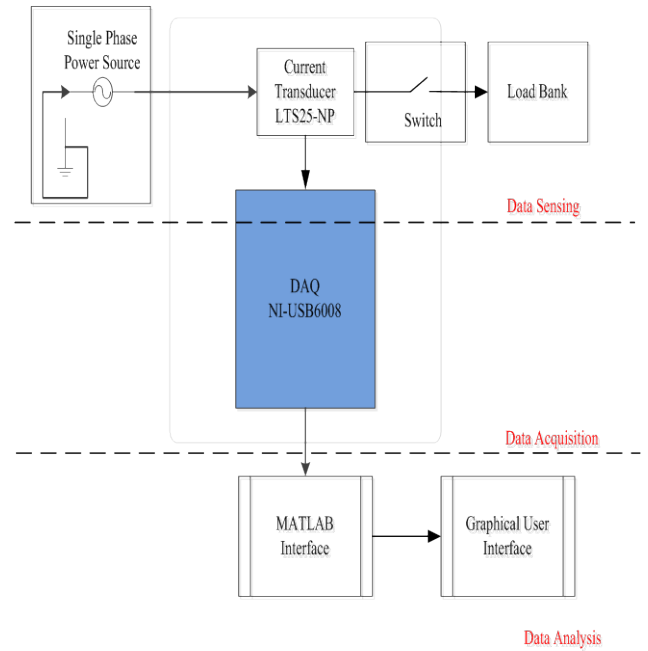 Single Phase
Power Source
Current
Transducer
LTS25-NP
Switch
Load Bank
Data Sensing
DAQ
NI-USB6008
Data Acquisition
MATLAB
Interface
Graphical User
Interface
Data Analysis